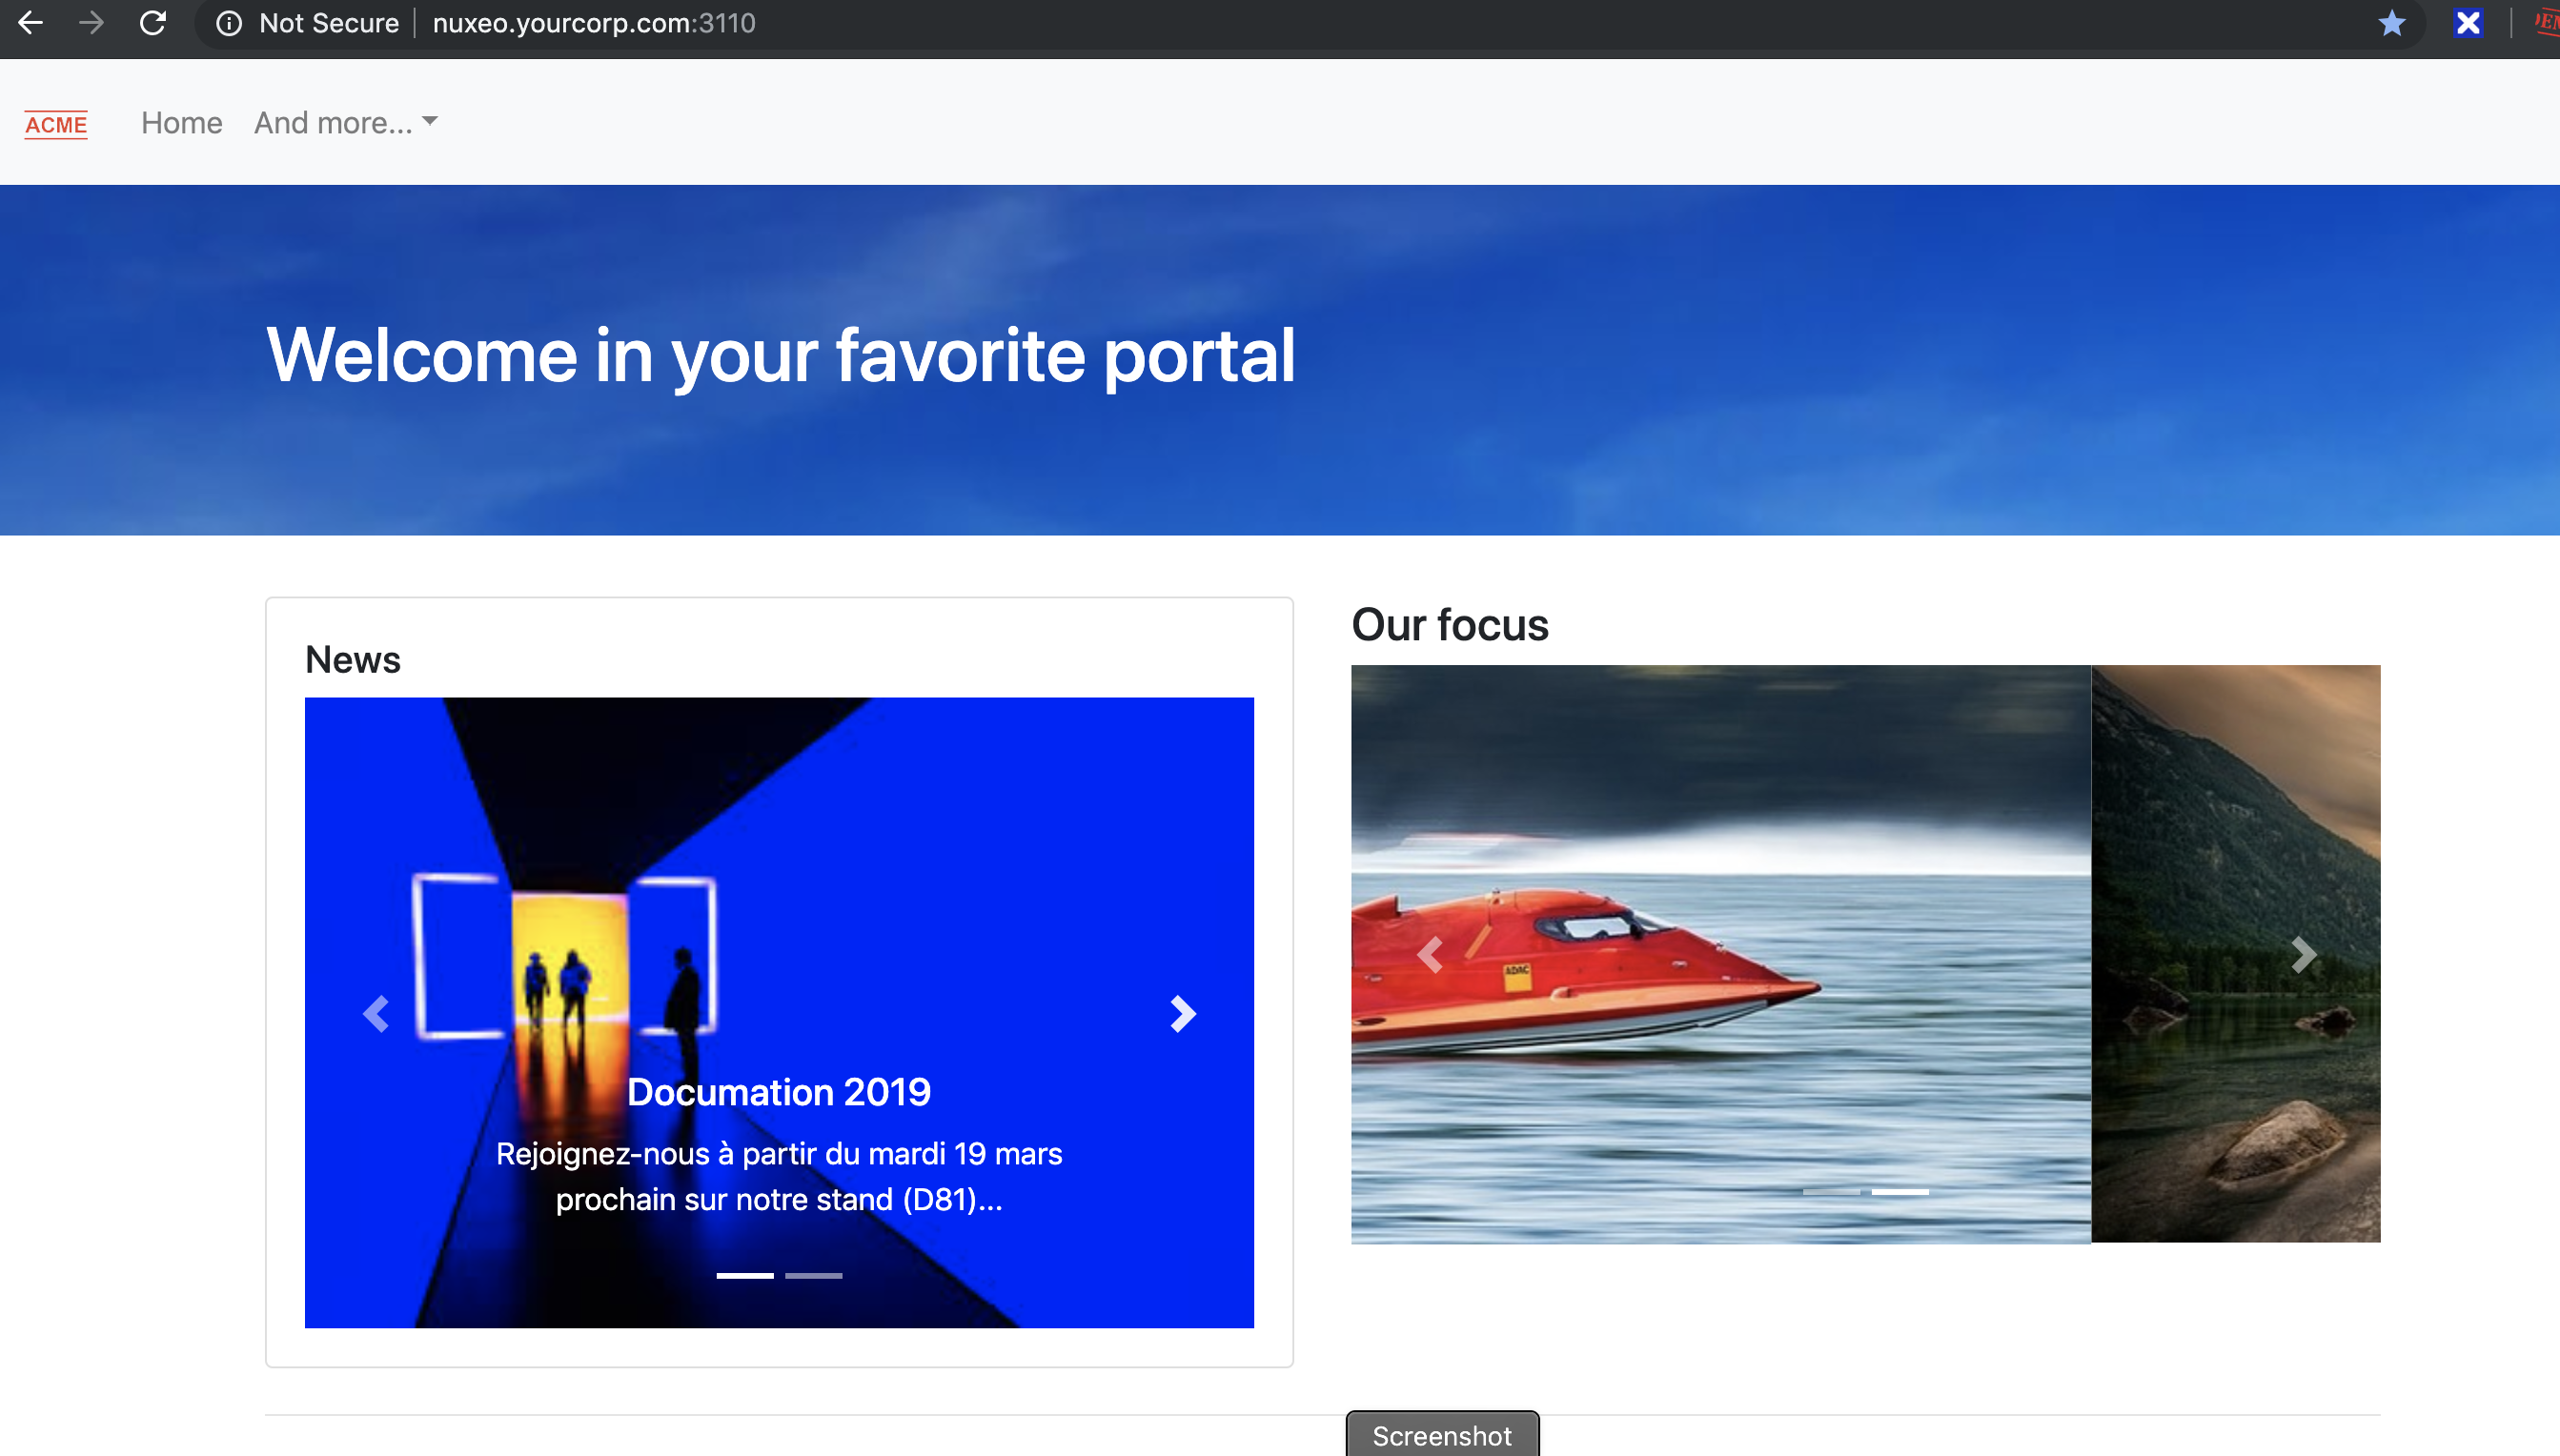 Not Secure | nuxeo.yourcorp.com:3110
ACME Home And more...
Welcome in your favorite portal
News
Documation 2019
Rejoignez-nous à partir du mardi 19 mars
prochain sur notre stand (D81)...
Our focus
ADAC
Screenshot